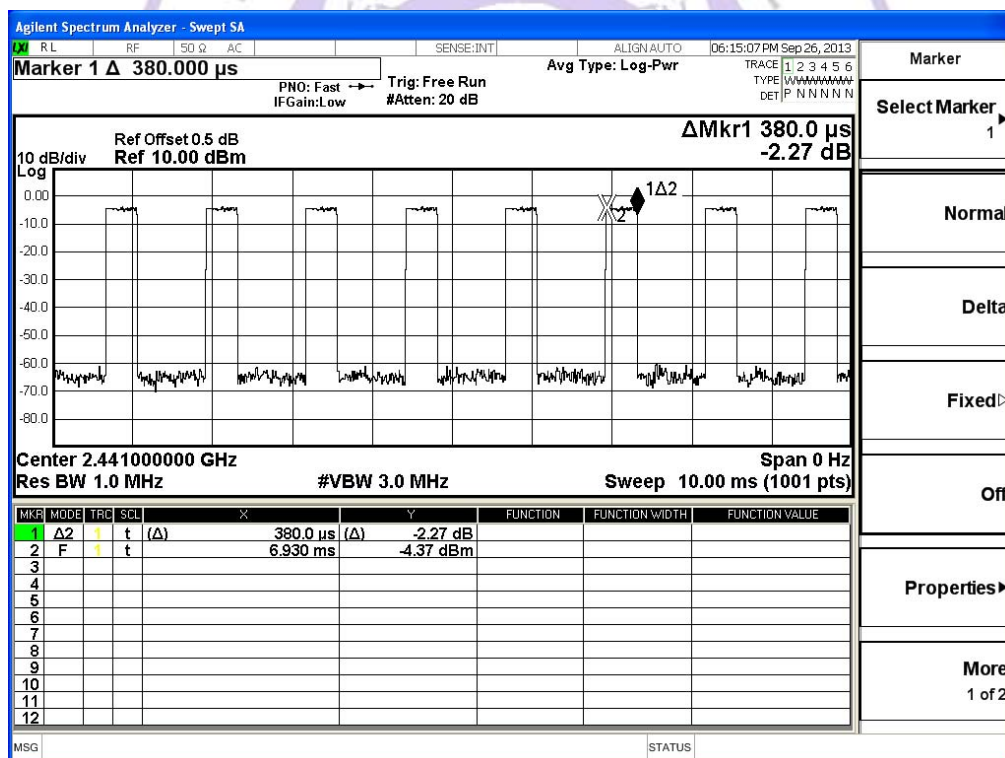 Agilent Spectrum Analyzer - Swept SA
LXI RL RF 50 Ω AC SENSE:INT ALIGN AUTO 06:15:07 PM Sep 26, 2013
Marker 1 Δ 380.000 µs
PNO: Fast
IFGain:Low
Trig: Free Run
#Atten: 20 dB
Avg Type: Log-Pwr
TRACE 1 2 3 4 5 6
TYPE
DET P N N N N N
ΔMkr1 380.0 µs
-2.27 dB
Ref Offset 0.5 dB
10 dB/div Ref 10.00 dBm
Log
0.00
-10.0
-20.0
-30.0
-40.0
-50.0
-60.0
-70.0
-80.0
1Δ2
2
Center 2.441000000 GHz Span 0 Hz
Res BW 1.0 MHz #VBW 3.0 MHz Sweep 10.00 ms (1001 pts)
MKR MODE TRC SCL X Y FUNCTION FUNCTION WIDTH FUNCTION VALUE
1 Δ2 1 t (Δ) 380.0 µs (Δ) -2.27 dB
2 F 1 t 6.930 ms -4.37 dBm
3
4
5
6
7
8
9
10
11
12
MSG STATUS
Marker
Select Marker
1
Normal
Delta
Fixed
Off
Properties
More
1 of 2